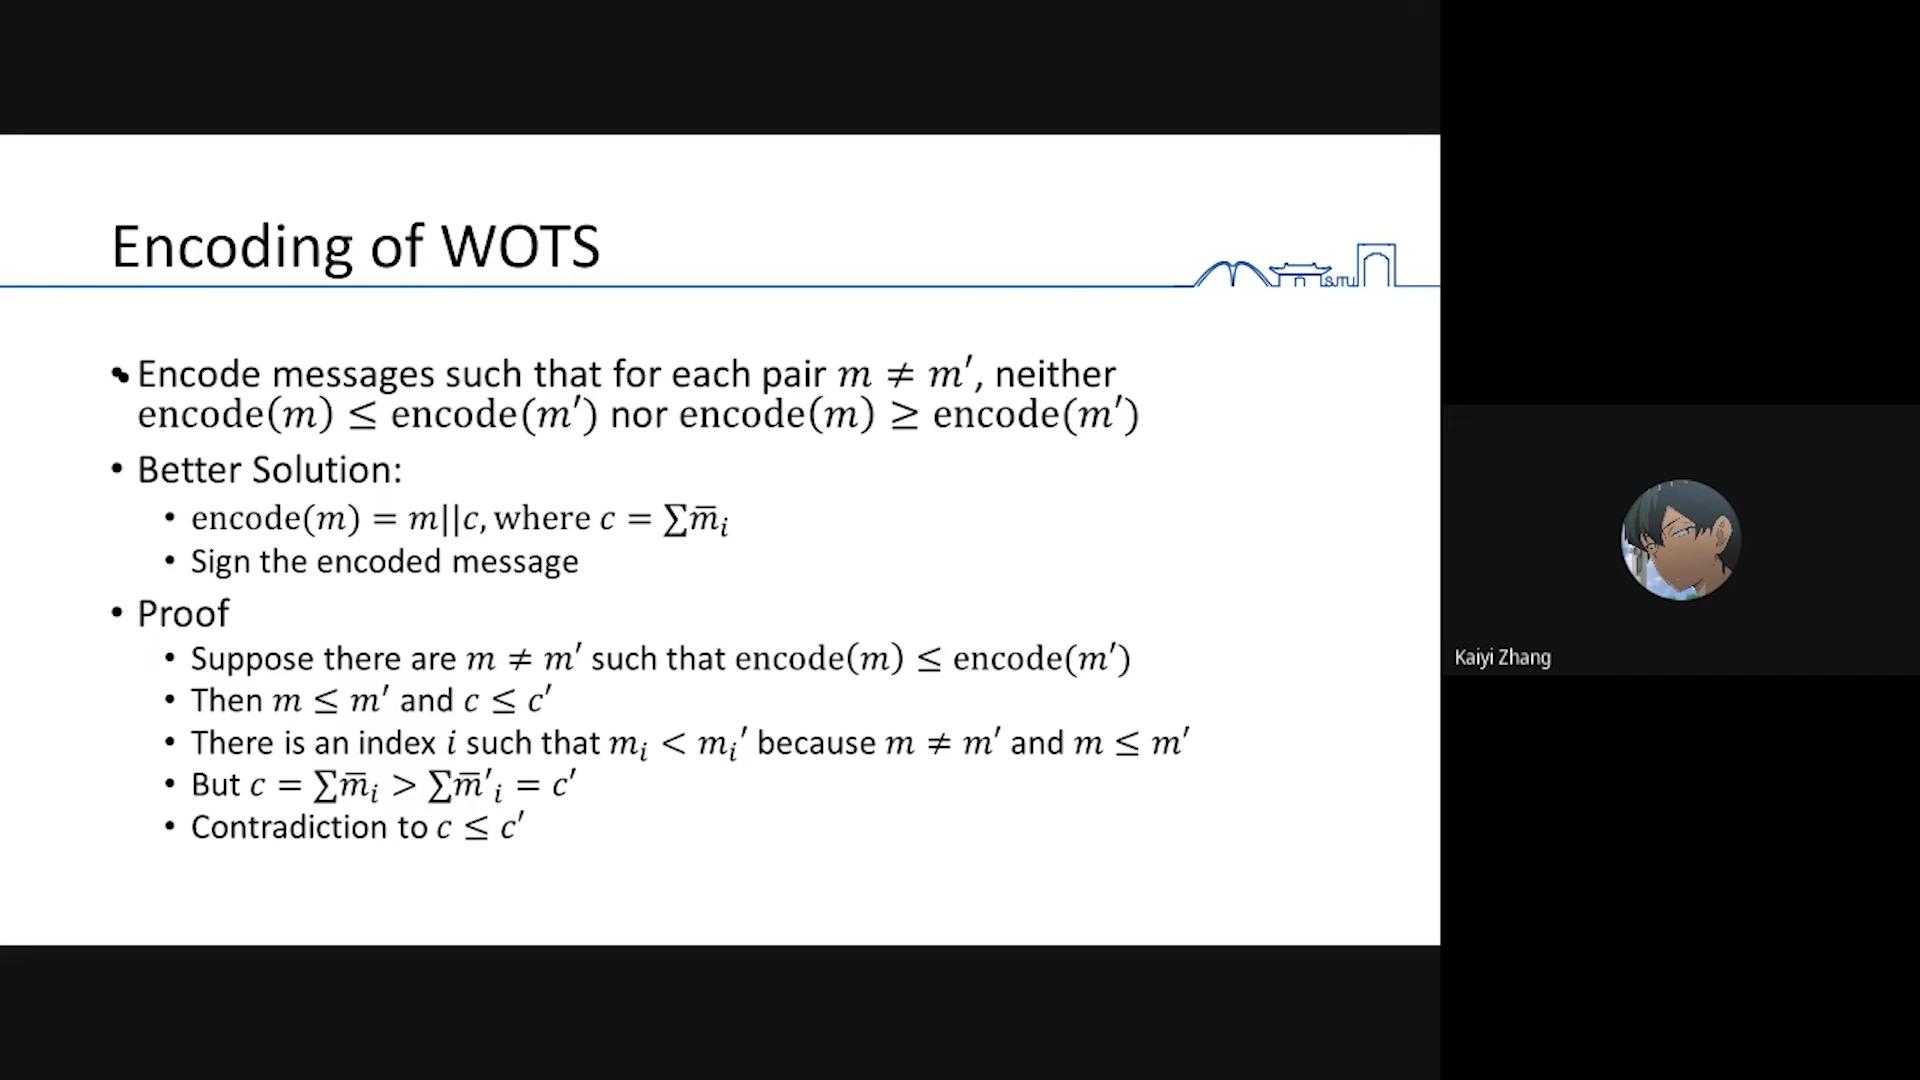 Encoding of WOTS
SJTU
• Encode messages such that for each pair m ≠ m′, neither
encode(m) ≤ encode(m′) nor encode(m) ≥ encode(m′)
• Better Solution:
• encode(m) = m||c, where c = ∑m̅ᵢ
• Sign the encoded message
• Proof
• Suppose there are m ≠ m′ such that encode(m) ≤ encode(m′)
• Then m ≤ m′ and c ≤ c′
• There is an index i such that mᵢ < mᵢ′ because m ≠ m′ and m ≤ m′
• But c = ∑m̅ᵢ > ∑m̅′ᵢ = c′
• Contradiction to c ≤ c′
Kaiyi Zhang